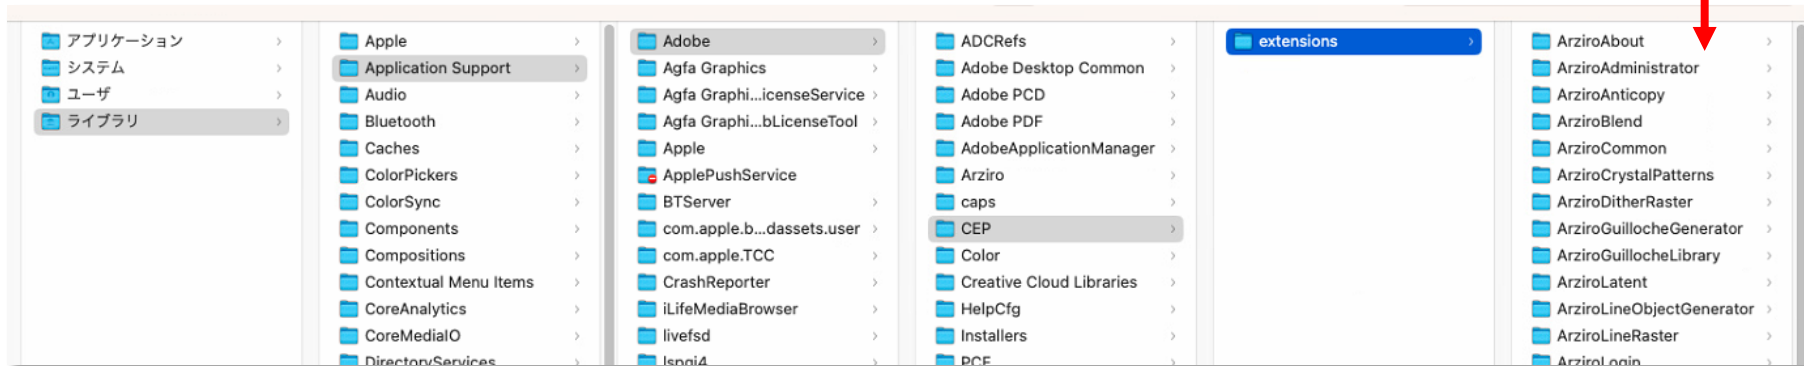 アプリケーション
システム
ユーザ
ライブラリ
Apple
Application Support
Audio
Bluetooth
Caches
ColorPickers
ColorSync
Components
Compositions
Contextual Menu Items
CoreAnalytics
CoreMediaIO
DirectoryServices
Adobe
Agfa Graphics
Agfa Graphi...icenseService
Agfa Graphi...bLicenseTool
Apple
ApplePushService
BTServer
com.apple.b...dassets.user
com.apple.TCC
CrashReporter
iLifeMediaBrowser
livefsd
ADCRefs
Adobe Desktop Common
Adobe PCD
Adobe PDF
AdobeApplicationManager
Arziro
caps
CEP
Color
Creative Cloud Libraries
HelpCfg
Installers
PCF
extensions
ArziroAbout
ArziroAdministrator
ArziroAnticopy
ArziroBlend
ArziroCommon
ArziroCrystalPatterns
ArziroDitherRaster
ArziroGuillocheGenerator
ArziroGuillocheLibrary
ArziroLatent
ArziroLineObjectGenerator
ArziroLineRaster
ArziroLogin